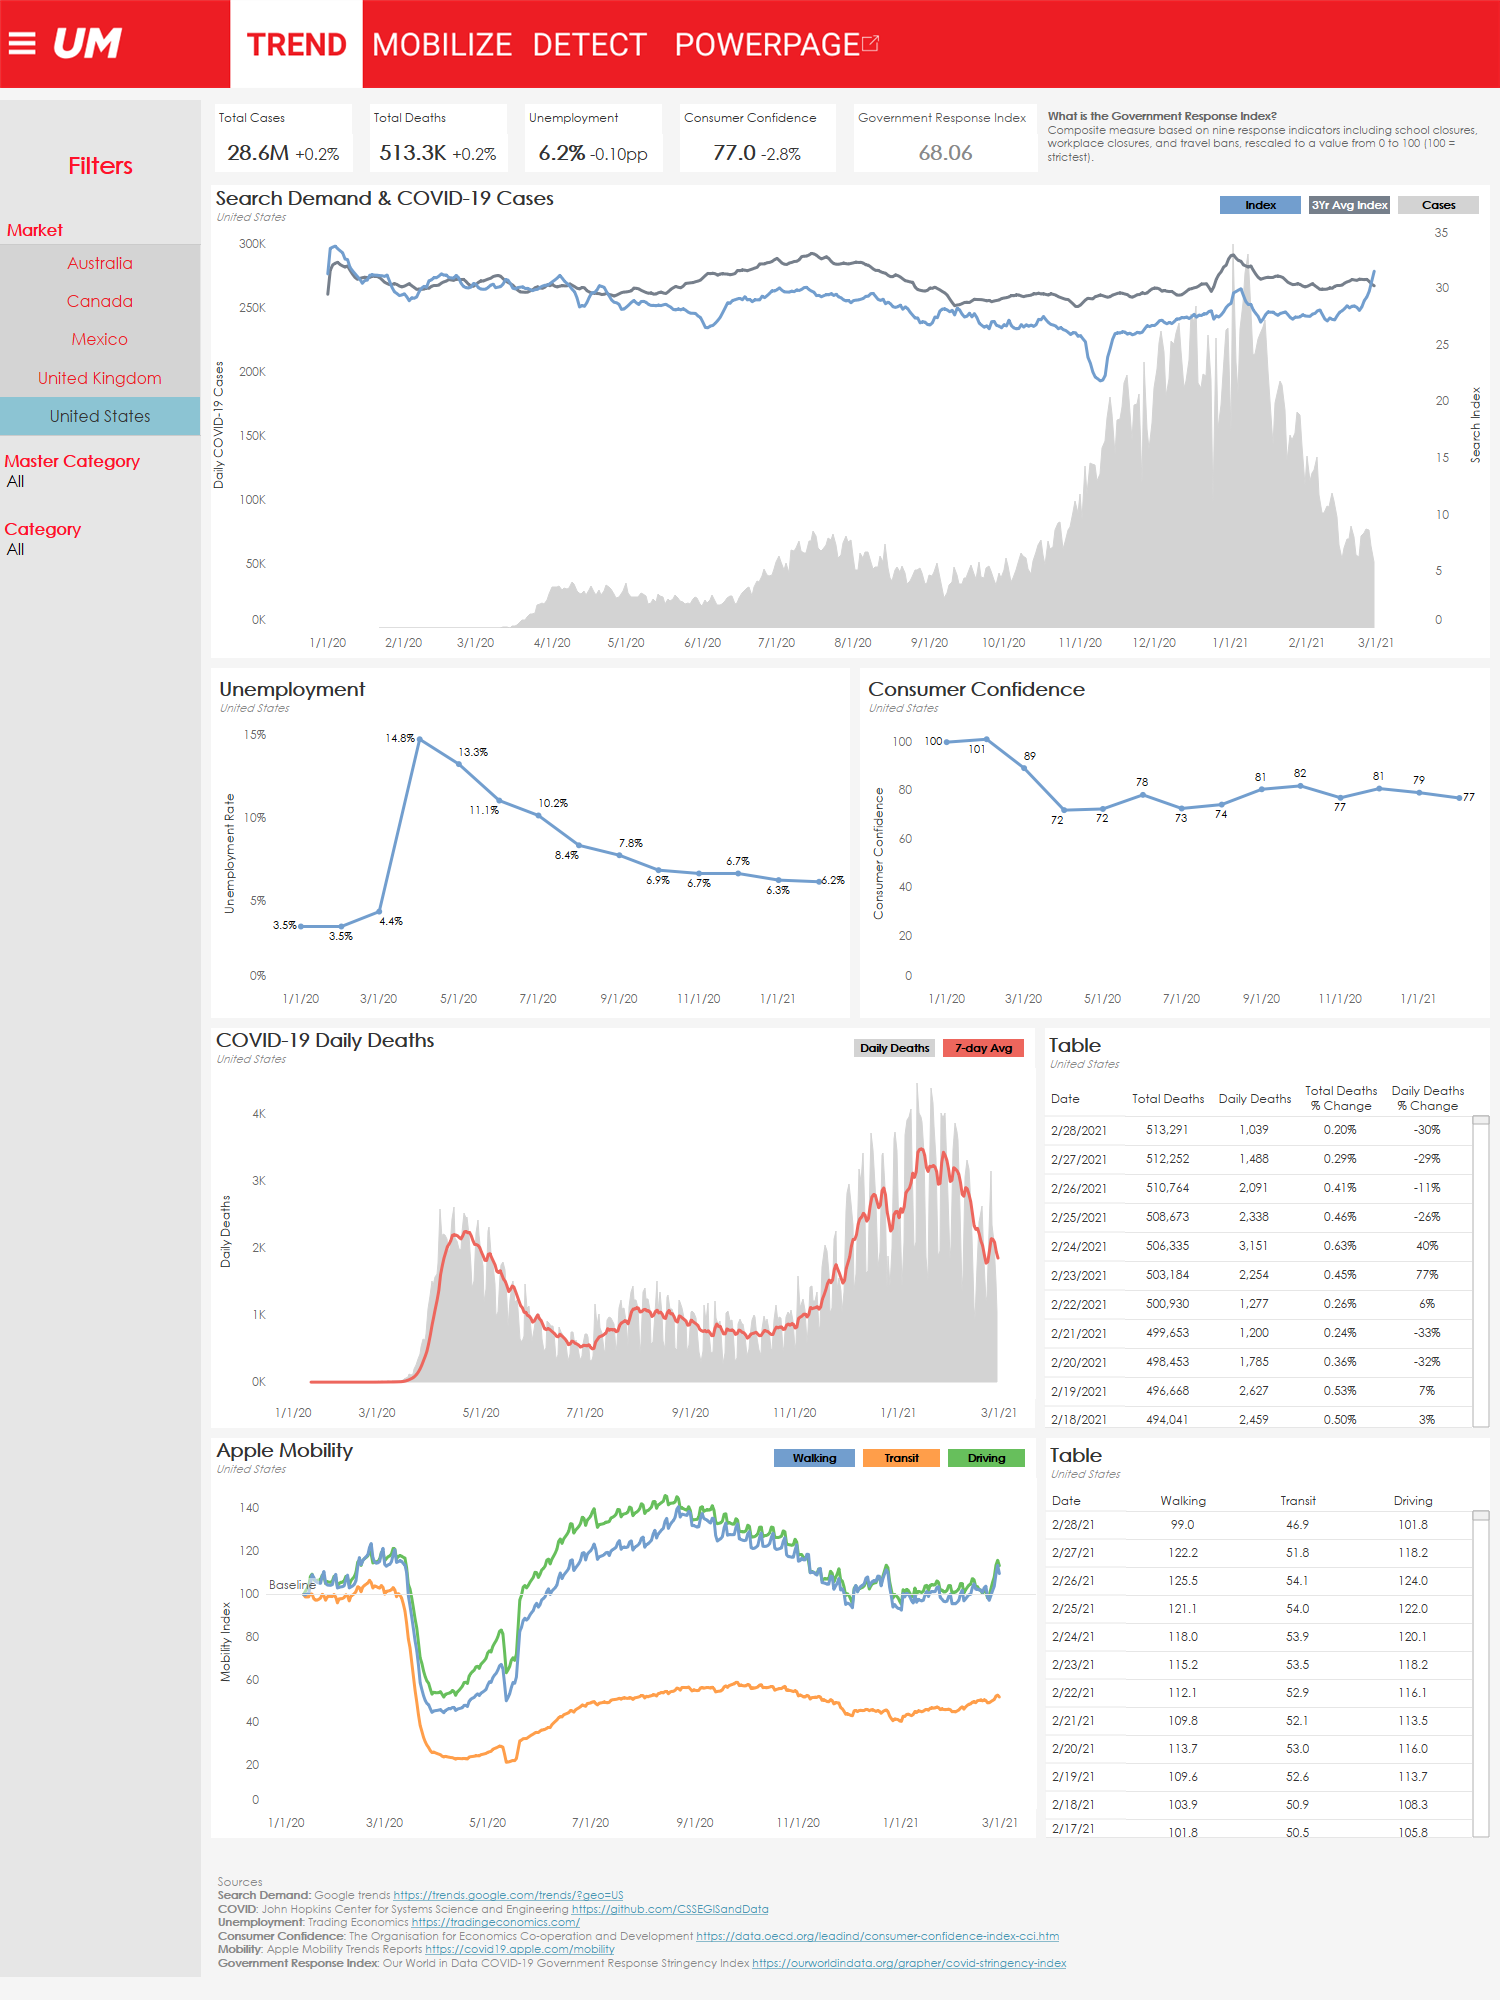 UM
TREND
MOBILIZE
DETECT
POWERPAGE
Filters
Market
Australia
Canada
Mexico
United Kingdom
United States
Master Category
All
Category
All
Total Cases
28.6M +0.2%
Total Deaths
513.3K +0.2%
Unemployment
6.2% -0.10pp
Consumer Confidence
77.0 -2.8%
Government Response Index
68.06
What is the Government Response Index?
Composite measure based on nine response indicators including school closures,
workplace closures, and travel bans, rescaled to a value from 0 to 100 (100 =
strictest).
Search Demand & COVID-19 Cases
United States
Index
3Yr Avg Index
Cases
Daily COVID-19 Cases
300K
250K
200K
150K
100K
50K
0K
35
30
25
20
15
10
5
0
Search Index
1/1/20 2/1/20 3/1/20 4/1/20 5/1/20 6/1/20 7/1/20 8/1/20 9/1/20 10/1/20 11/1/20 12/1/20 1/1/21 2/1/21 3/1/21
Unemployment
United States
Unemployment Rate
15%
10%
5%
0%
3.5%
3.5%
4.4%
14.8%
13.3%
11.1%
10.2%
8.4%
7.8%
6.9%
6.7%
6.7%
6.3%
6.2%
1/1/20 3/1/20 5/1/20 7/1/20 9/1/20 11/1/20 1/1/21
Consumer Confidence
United States
Consumer Confidence
100
80
60
40
20
0
100
101
89
72
72
78
73
74
81
82
77
81
79
77
1/1/20 3/1/20 5/1/20 7/1/20 9/1/20 11/1/20 1/1/21
COVID-19 Daily Deaths
United States
Daily Deaths
7-day Avg
Daily Deaths
4K
3K
2K
1K
0K
1/1/20 3/1/20 5/1/20 7/1/20 9/1/20 11/1/20 1/1/21 3/1/21
Table
United States
Date Total Deaths Daily Deaths Total Deaths % Change Daily Deaths % Change
2/28/2021 513,291 1,039 0.20% -30%
2/27/2021 512,252 1,488 0.29% -29%
2/26/2021 510,764 2,091 0.41% -11%
2/25/2021 508,673 2,338 0.46% -26%
2/24/2021 506,335 3,151 0.63% 40%
2/23/2021 503,184 2,254 0.45% 77%
2/22/2021 500,930 1,277 0.26% 6%
2/21/2021 499,653 1,200 0.24% -33%
2/20/2021 498,453 1,785 0.36% -32%
2/19/2021 496,668 2,627 0.53% 7%
2/18/2021 494,041 2,459 0.50% 3%
Apple Mobility
United States
Walking
Transit
Driving
Mobility Index
140
120
100
80
60
40
20
0
Baseline
1/1/20 3/1/20 5/1/20 7/1/20 9/1/20 11/1/20 1/1/21 3/1/21
Table
United States
Date Walking Transit Driving
2/28/21 99.0 46.9 101.8
2/27/21 122.2 51.8 118.2
2/26/21 125.5 54.1 124.0
2/25/21 121.1 54.0 122.0
2/24/21 118.0 53.9 120.1
2/23/21 115.2 53.5 118.2
2/22/21 112.1 52.9 116.1
2/21/21 109.8 52.1 113.5
2/20/21 113.7 53.0 116.0
2/19/21 109.6 52.6 113.7
2/18/21 103.9 50.9 108.3
2/17/21 101.8 50.5 105.8
Sources
Search Demand: Google trends https://trends.google.com/trends/?geo=US
COVID: John Hopkins Center for Systems Science and Engineering https://github.com/CSSEGISandData
Unemployment: Trading Economics https://tradingeconomics.com/
Consumer Confidence: The Organisation for Economics Co-operation and Development https://data.oecd.org/leadind/consumer-confidence-index-cci.htm
Mobility: Apple Mobility Trends Reports https://covid19.apple.com/mobility
Government Response Index: Our World in Data COVID-19 Government Response Stringency Index https://ourworldindata.org/grapher/covid-stringency-index